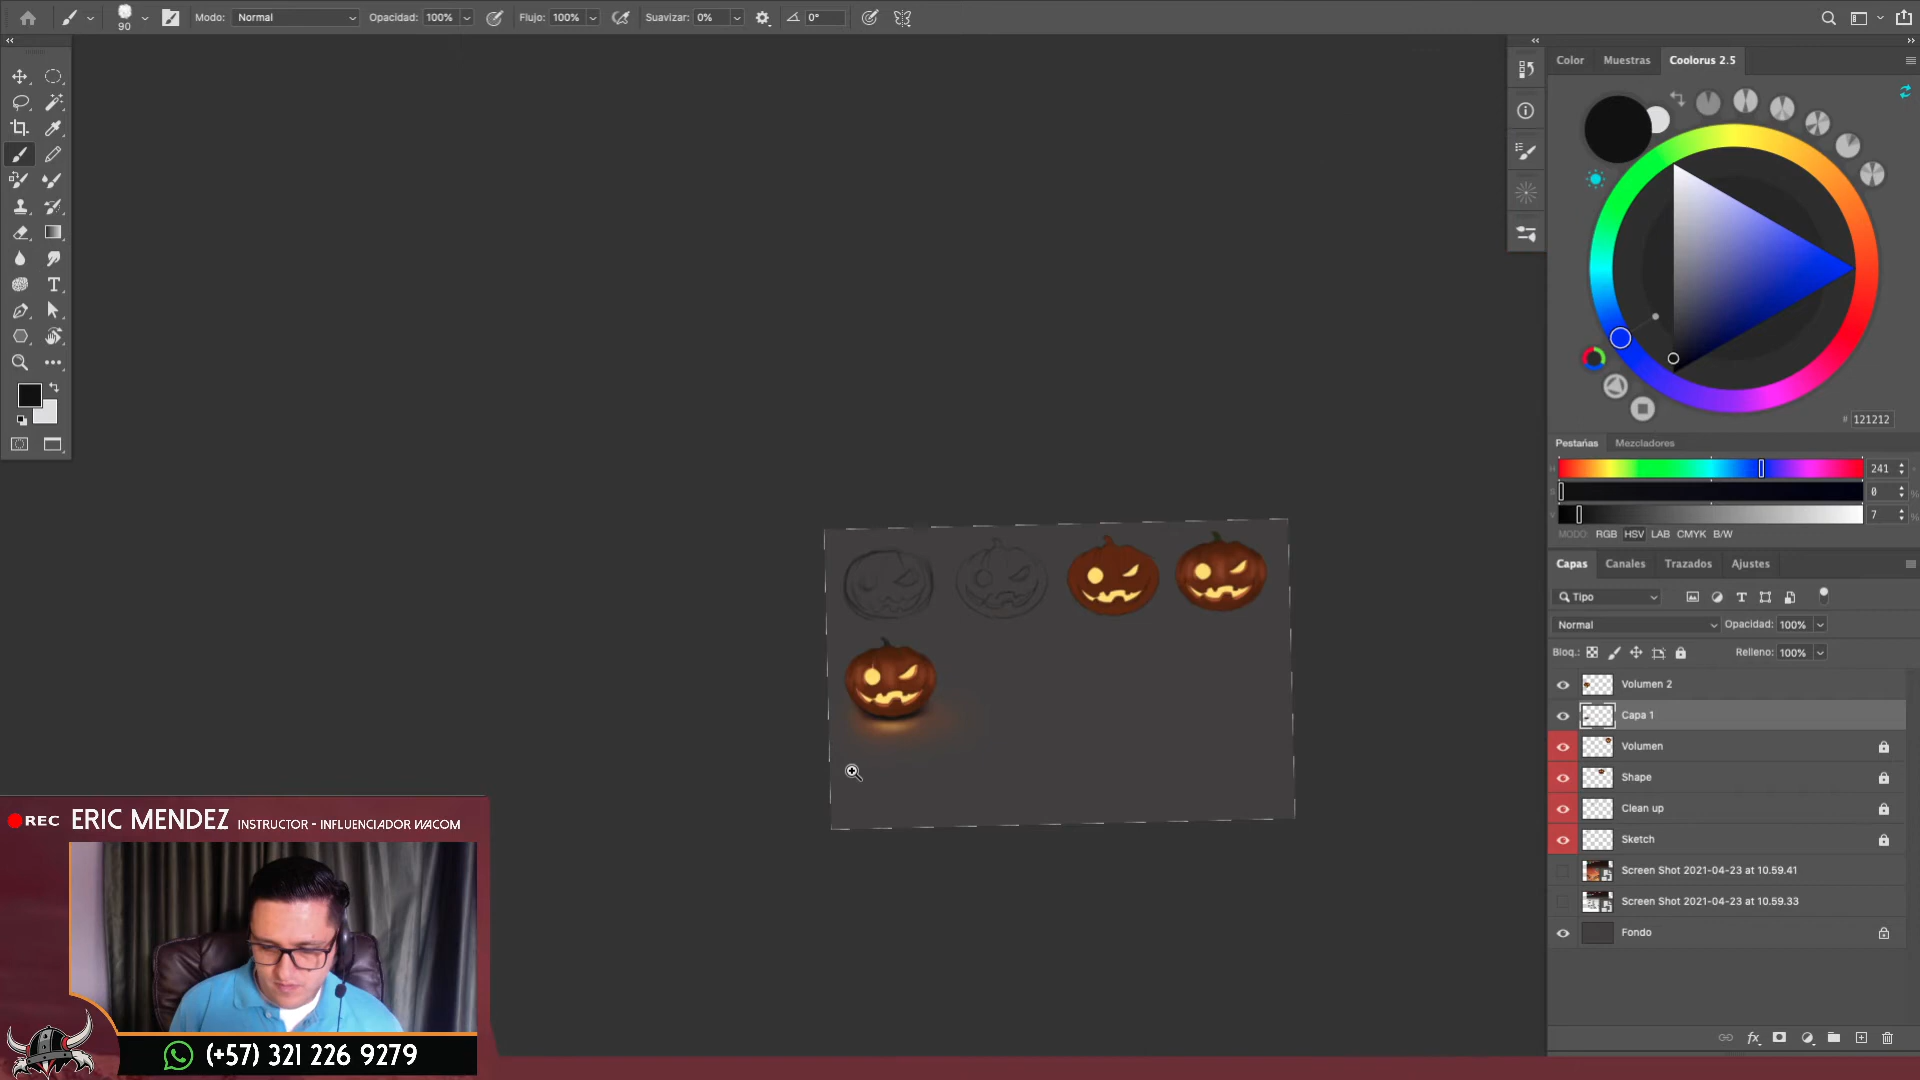 90
Modo: Normal
Opacidad: 100%
Flujo: 100%
Suavizar: 0%
0°
Color
Muestras
Coolorus 2.5
# 121212
Pestañas
Mezcladores
241
0
%
7
%
MODO: RGB HSV LAB CMYK B/W
Capas
Canales
Trazados
Ajustes
Tipo
Normal
Opacidad: 100%
Bloq.:
Relleno: 100%
Volumen 2
Capa 1
Volumen
Shape
Clean up
Sketch
Screen Shot 2021-04-23 at 10.59.41
Screen Shot 2021-04-23 at 10.59.33
Fondo
fx
REC ERIC MENDEZ INSTRUCTOR - INFLUENCIADOR WACOM
(+57) 321 226 9279